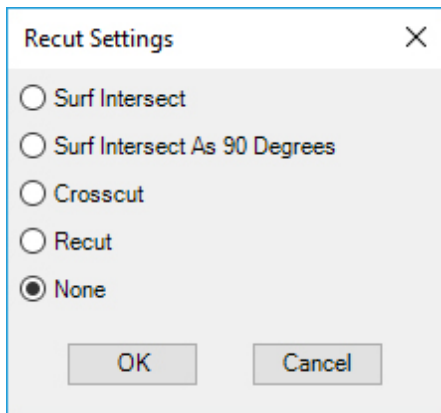 Recut Settings
Surf Intersect
Surf Intersect As 90 Degrees
Crosscut
Recut
None
OK Cancel